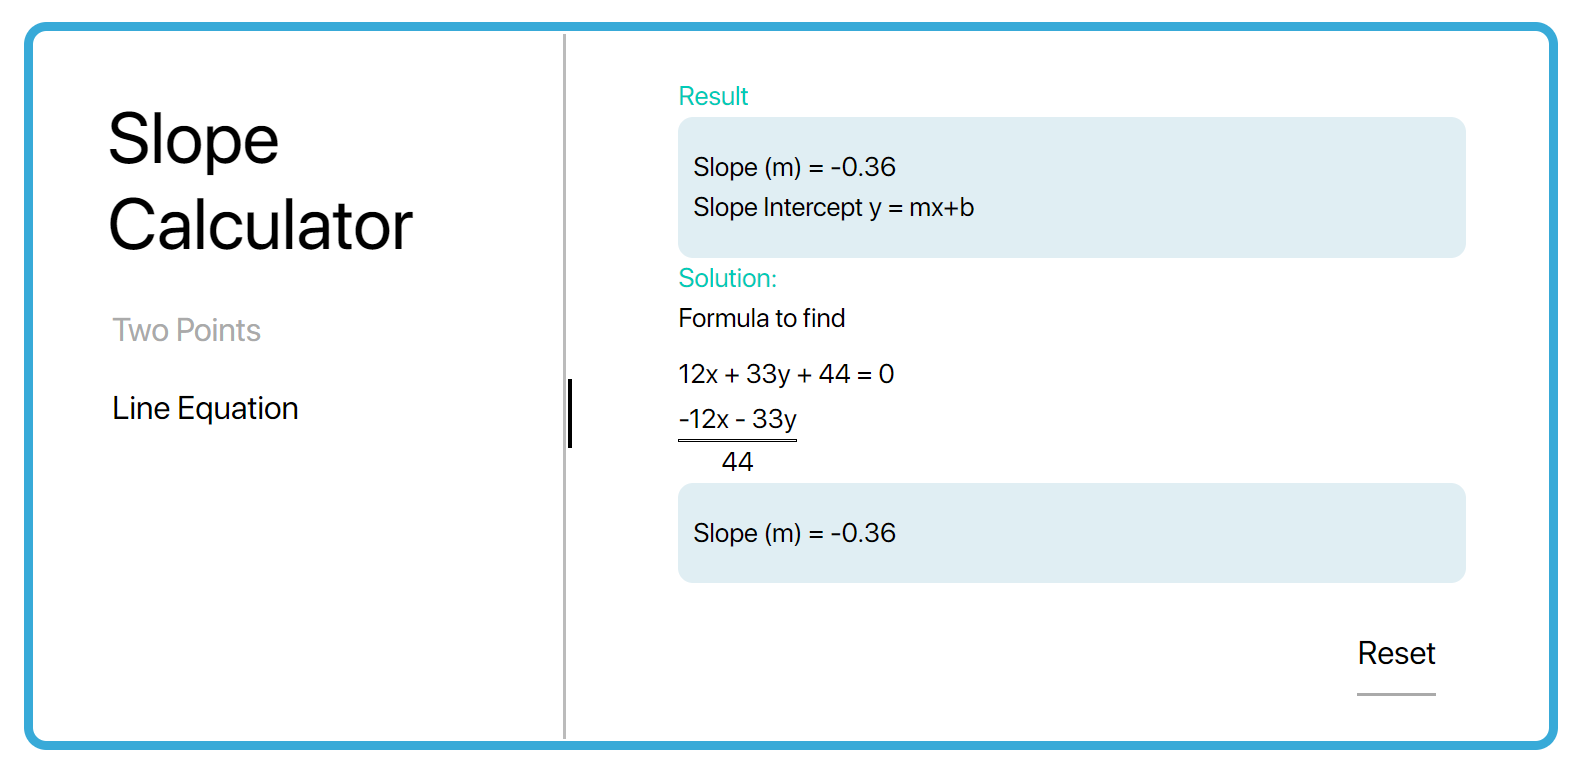 Slope
Calculator
Two Points
Line Equation
Result
Slope (m) = -0.36
Slope Intercept y = mx+b
Solution:
Formula to find
12x + 33y + 44 = 0
-12x - 33y
44
Slope (m) = -0.36
Reset